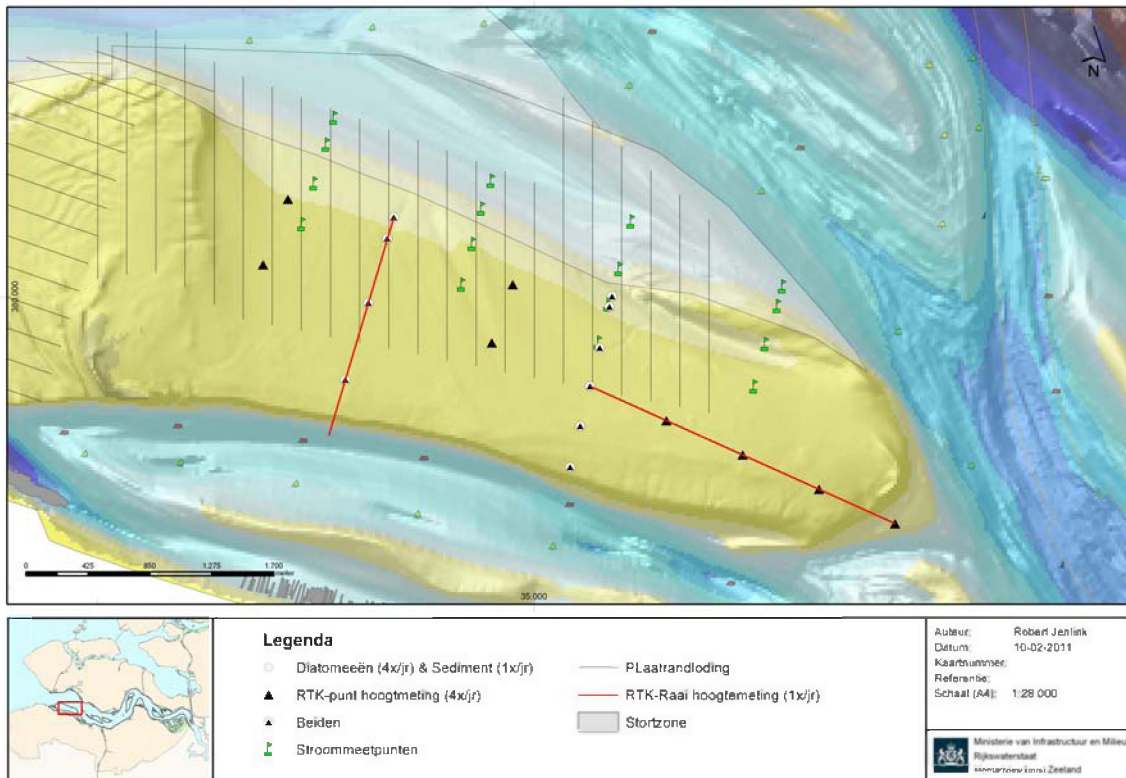 N
380.000
0 425 850 1.275 1.700
35.000
Legenda
Diatomeeën (4x/jr) & Sediment (1x/jr)
RTK-punt hoogtmeting (4x/jr)
Beiden
Stroommeetpunten
PLaatrandloding
RTK-Raai hoogtemeting (1x/jr)
Stortzone
Auteur: Robert Jentink
Datum: 10-02-2011
Kaartnummer:
Referentie:
Schaal (A4): 1:28 000
Ministerie van Infrastructuur en Milieu
Rijkswaterstaat
Zeeland